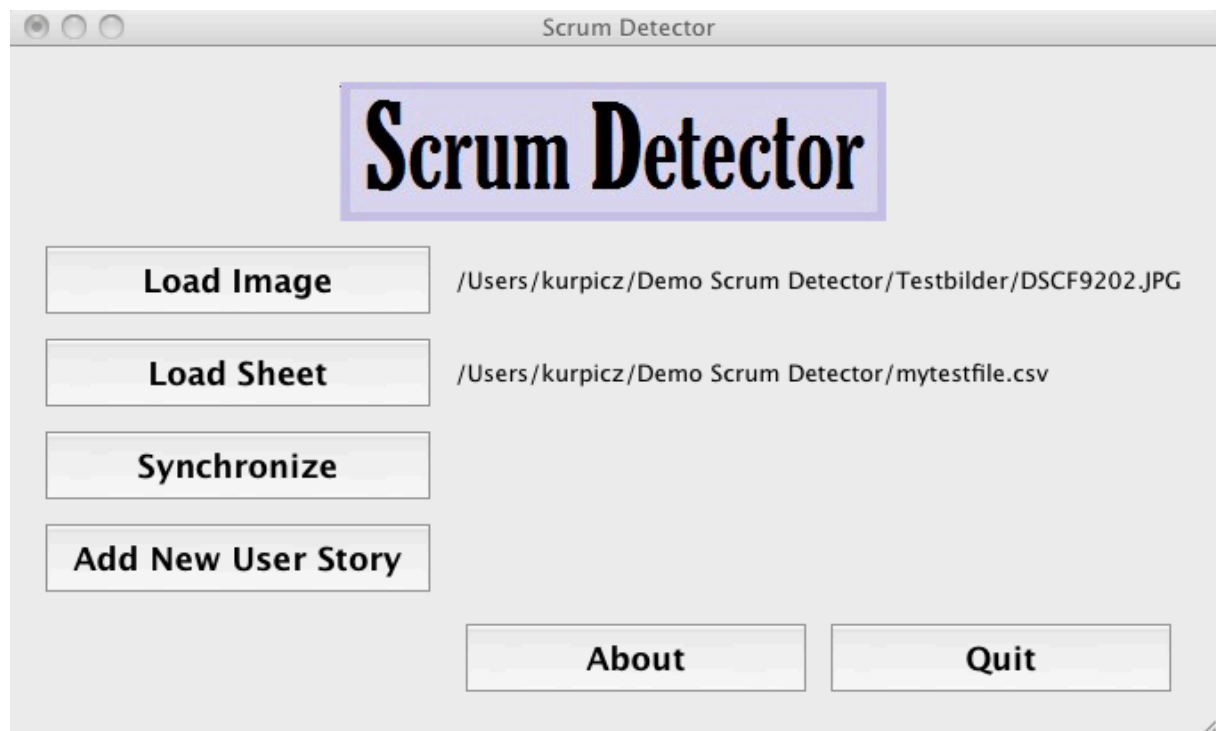 Scrum Detector
Scrum Detector
Load Image
/Users/kurpicz/Demo Scrum Detector/Testbilder/DSCF9202.JPG
Load Sheet
/Users/kurpicz/Demo Scrum Detector/mytestfile.csv
Synchronize
Add New User Story
About
Quit